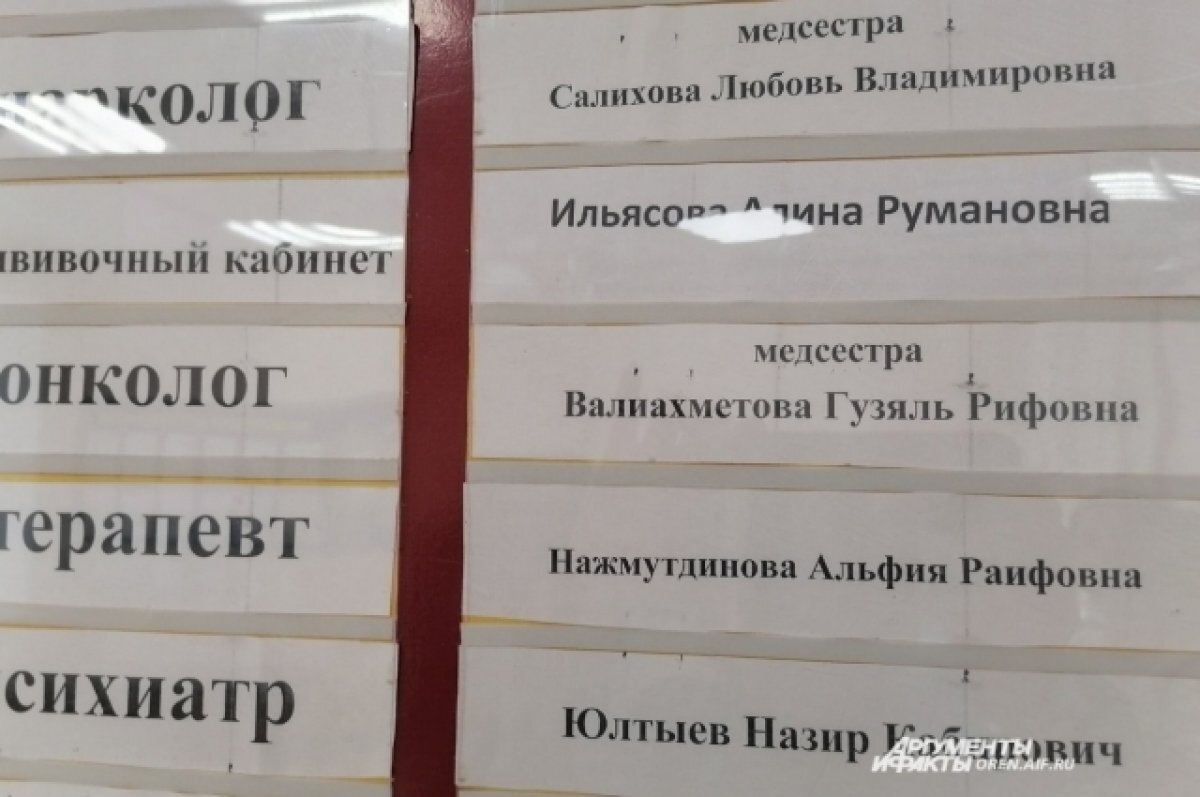 нарколог
медсестра
Салихова Любовь Владимировна
ививочный кабинет
Ильясова Алина Румановна
онколог
медсестра
Валиахметова Гузяль Рифовна
терапевт
Нажмутдинова Альфия Раифовна
сихиатр
Юлтыев Назир
АРГУМЕНТЫ
И ФАКТЫ OREN.AIF.RU